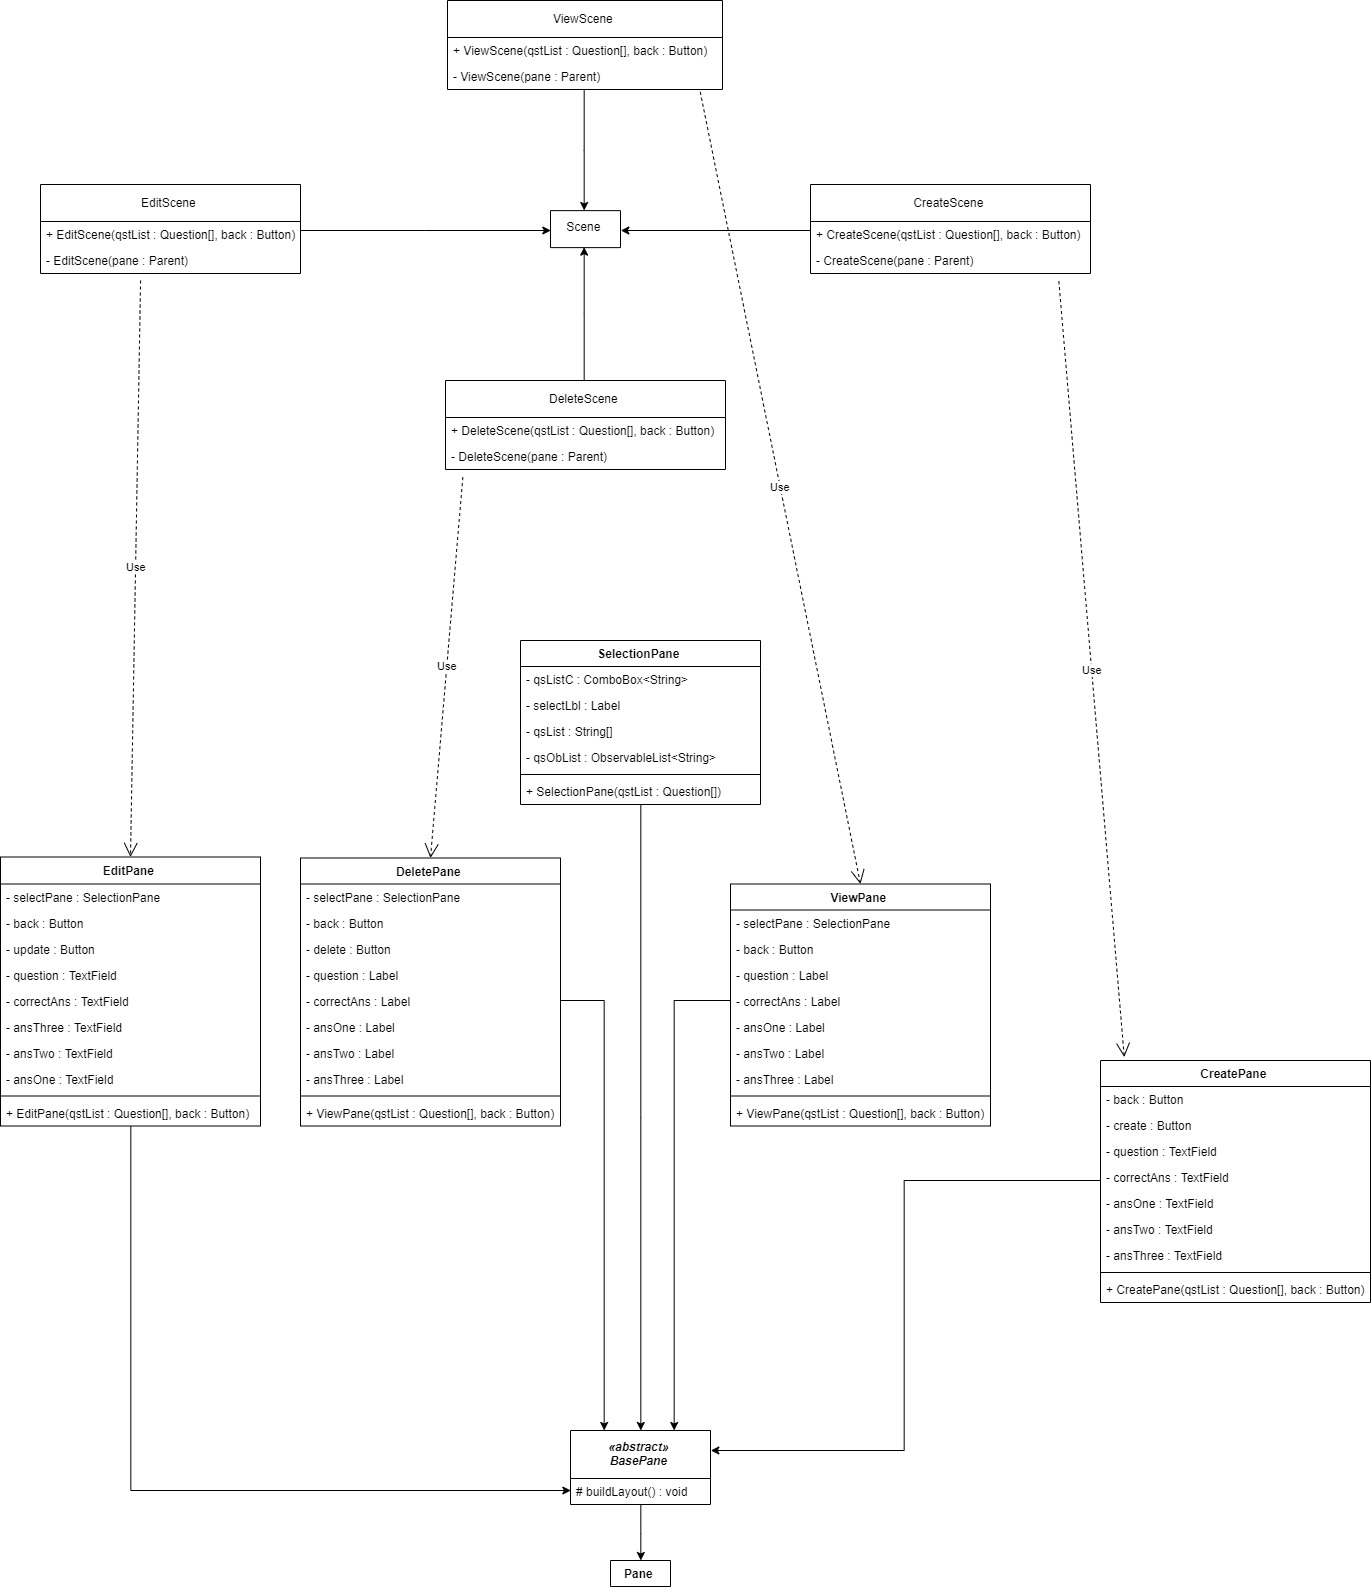 ViewScene
+ ViewScene(qstList : Question[], back : Button)
- ViewScene(pane : Parent)
EditScene
+ EditScene(qstList : Question[], back : Button)
- EditScene(pane : Parent)
Scene
CreateScene
+ CreateScene(qstList : Question[], back : Button)
- CreateScene(pane : Parent)
DeleteScene
+ DeleteScene(qstList : Question[], back : Button)
- DeleteScene(pane : Parent)
Use
Use
Use
Use
SelectionPane
- qsListC : ComboBox<String>
- selectLbl : Label
- qsList : String[]
- qsObList : ObservableList<String>
+ SelectionPane(qstList : Question[])
EditPane
- selectPane : SelectionPane
- back : Button
- update : Button
- question : TextField
- correctAns : TextField
- ansThree : TextField
- ansTwo : TextField
- ansOne : TextField
+ EditPane(qstList : Question[], back : Button)
DeletePane
- selectPane : SelectionPane
- back : Button
- delete : Button
- question : Label
- correctAns : Label
- ansOne : Label
- ansTwo : Label
- ansThree : Label
+ ViewPane(qstList : Question[], back : Button)
ViewPane
- selectPane : SelectionPane
- back : Button
- question : Label
- correctAns : Label
- ansOne : Label
- ansTwo : Label
- ansThree : Label
+ ViewPane(qstList : Question[], back : Button)
CreatePane
- back : Button
- create : Button
- question : TextField
- correctAns : TextField
- ansOne : TextField
- ansTwo : TextField
- ansThree : TextField
+ CreatePane(qstList : Question[], back : Button)
«abstract»
BasePane
# buildLayout() : void
Pane